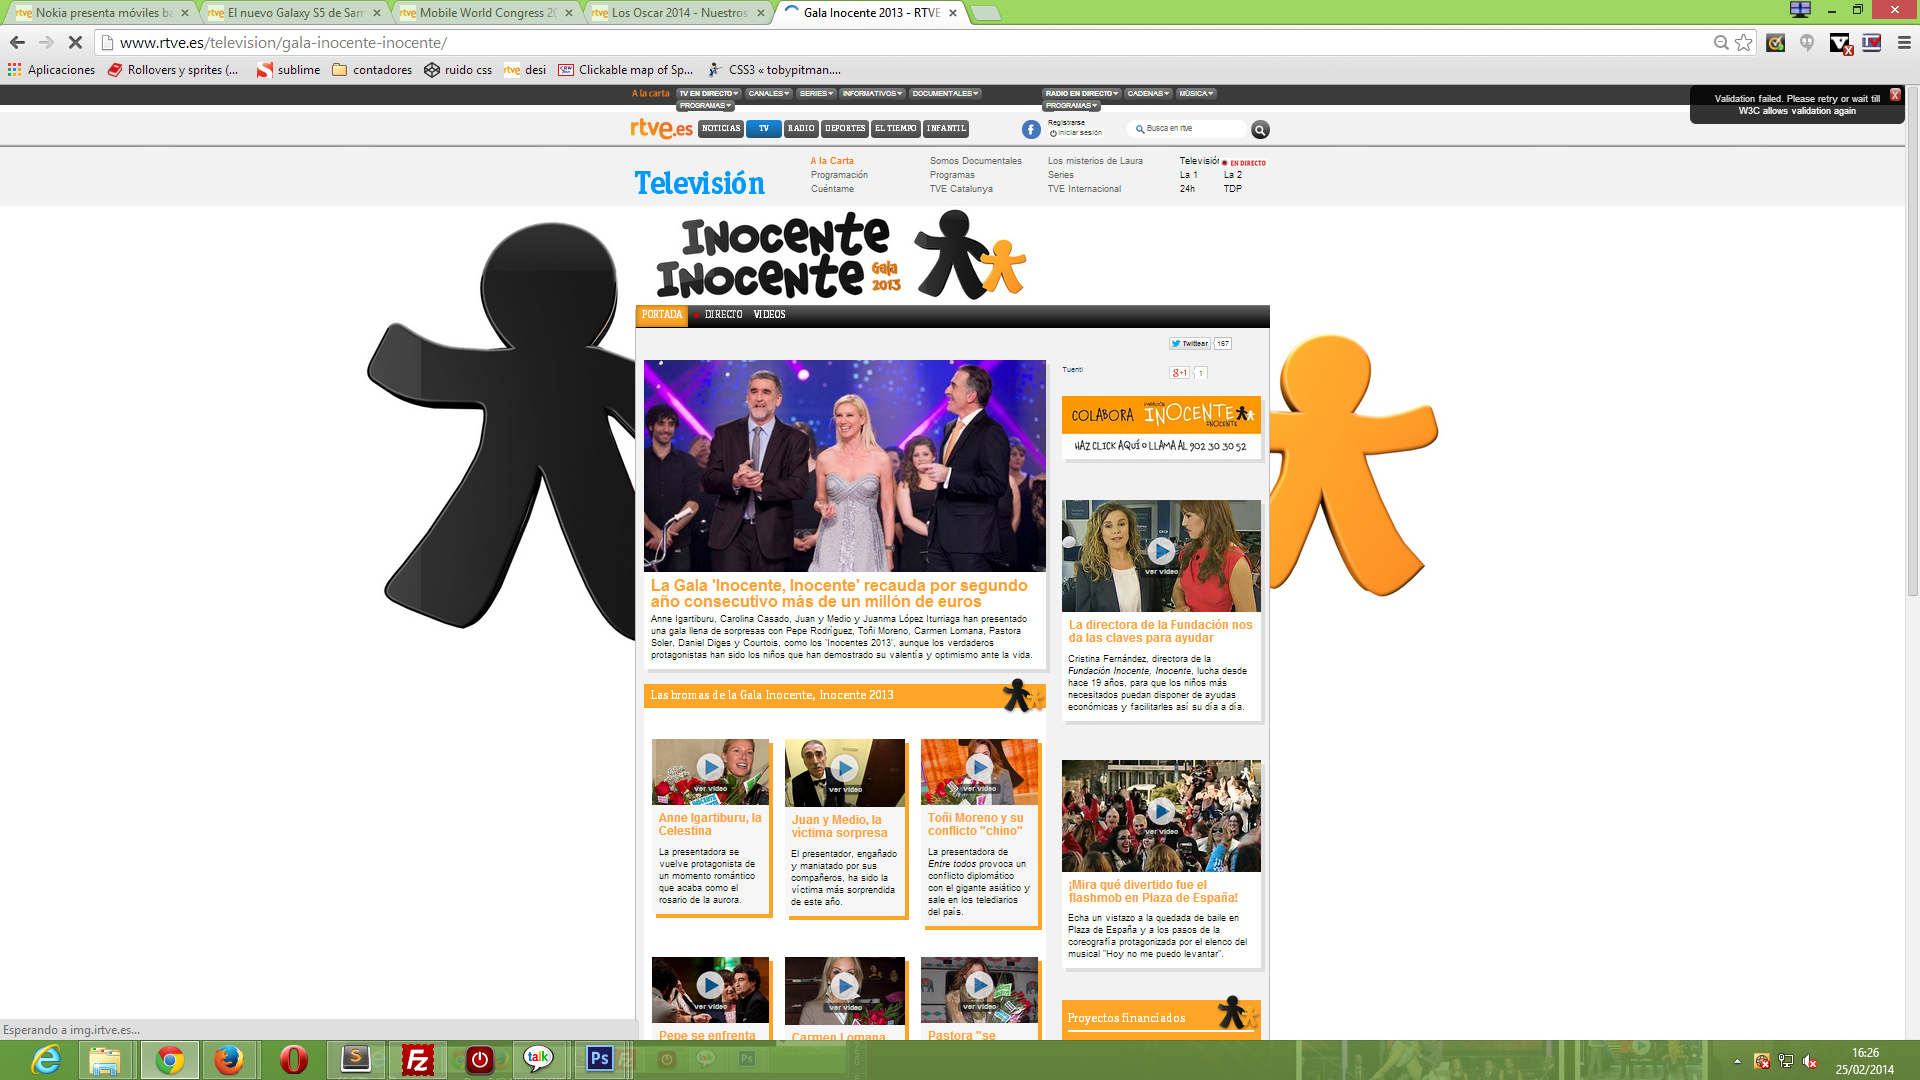 Nokia presenta móviles ba
El nuevo Galaxy S5 de Sam
Mobile World Congress 20
Los Oscar 2014 - Nuestros
Gala Inocente 2013 - RTVE
www.rtve.es/television/gala-inocente-inocente/
Aplicaciones
Rollovers y sprites (...
sublime
contadores
ruido css
desi
Clickable map of Sp...
CSS3 « tobypitman....
A la carta
TV EN DIRECTO
CANALES
SERIES
INFORMATIVOS
DOCUMENTALES
PROGRAMAS
RADIO EN DIRECTO
CADENAS
MÚSICA
PROGRAMAS
Validation failed. Please retry or wait till
W3C allows validation again
rtve.es
NOTICIAS
TV
RADIO
DEPORTES
EL TIEMPO
INFANTIL
Registrarse
Iniciar sesión
Busca en rtve
Televisión
A la Carta
Somos Documentales
Los misterios de Laura
Programación
Programas
Series
Cuéntame
TVE Catalunya
TVE Internacional
Televisión
EN DIRECTO
La 1
La 2
24h
TDP
INOCENTE
INOCENTE
Gala
2013
PORTADA
DIRECTO
VIDEOS
Twittear
167
Tuenti
g+1
1
COLABORA
INOCENTE
INOCENTE
HAZ CLICK AQUÍ O LLAMA AL 902 30 30 52
La Gala 'Inocente, Inocente' recauda por segundo
año consecutivo más de un millón de euros
Anne Igartiburu, Carolina Casado, Juan y Medio y Juanma López Iturriaga han presentado
una gala llena de sorpresas con Pepe Rodríguez, Toñi Moreno, Carmen Lomana, Pastora
Soler, Daniel Diges y Courtois, como los 'Inocentes 2013', aunque los verdaderos
protagonistas han sido los niños que han demostrado su valentía y optimismo ante la vida.
ver vídeo
La directora de la Fundación nos
da las claves para ayudar
Cristina Fernández, directora de la
Fundación Inocente, Inocente, lucha desde
hace 19 años, para que los niños más
necesitados puedan disponer de ayudas
económicas y facilitarles así su día a día.
Las bromas de la Gala Inocente, Inocente 2013
ver vídeo
ver vídeo
ver vídeo
Anne Igartiburu, la
Celestina
La presentadora se
vuelve protagonista de
un momento romántico
que acaba como el
rosario de la aurora.
Juan y Medio, la
víctima sorpresa
El presentador, engañado
y maniatado por sus
compañeros, ha sido la
víctima más sorprendida
de este año.
Toñi Moreno y su
conflicto "chino"
La presentadora de
Entre todos provoca un
conflicto diplomático
con el gigante asiático y
sale en los telediarios
del país.
ver vídeo
¡Mira qué divertido fue el
flashmob en Plaza de España!
Echa un vistazo a la quedada de baile en
Plaza de España y a los pasos de la
coreografía protagonizada por el elenco del
musical "Hoy no me puedo levantar".
ver vídeo
ver vídeo
ver vídeo
Pepe se enfrenta
Carmen Lomana
Pastora "se
Proyectos financiados
Esperando a img.irtve.es...
16:26
25/02/2014